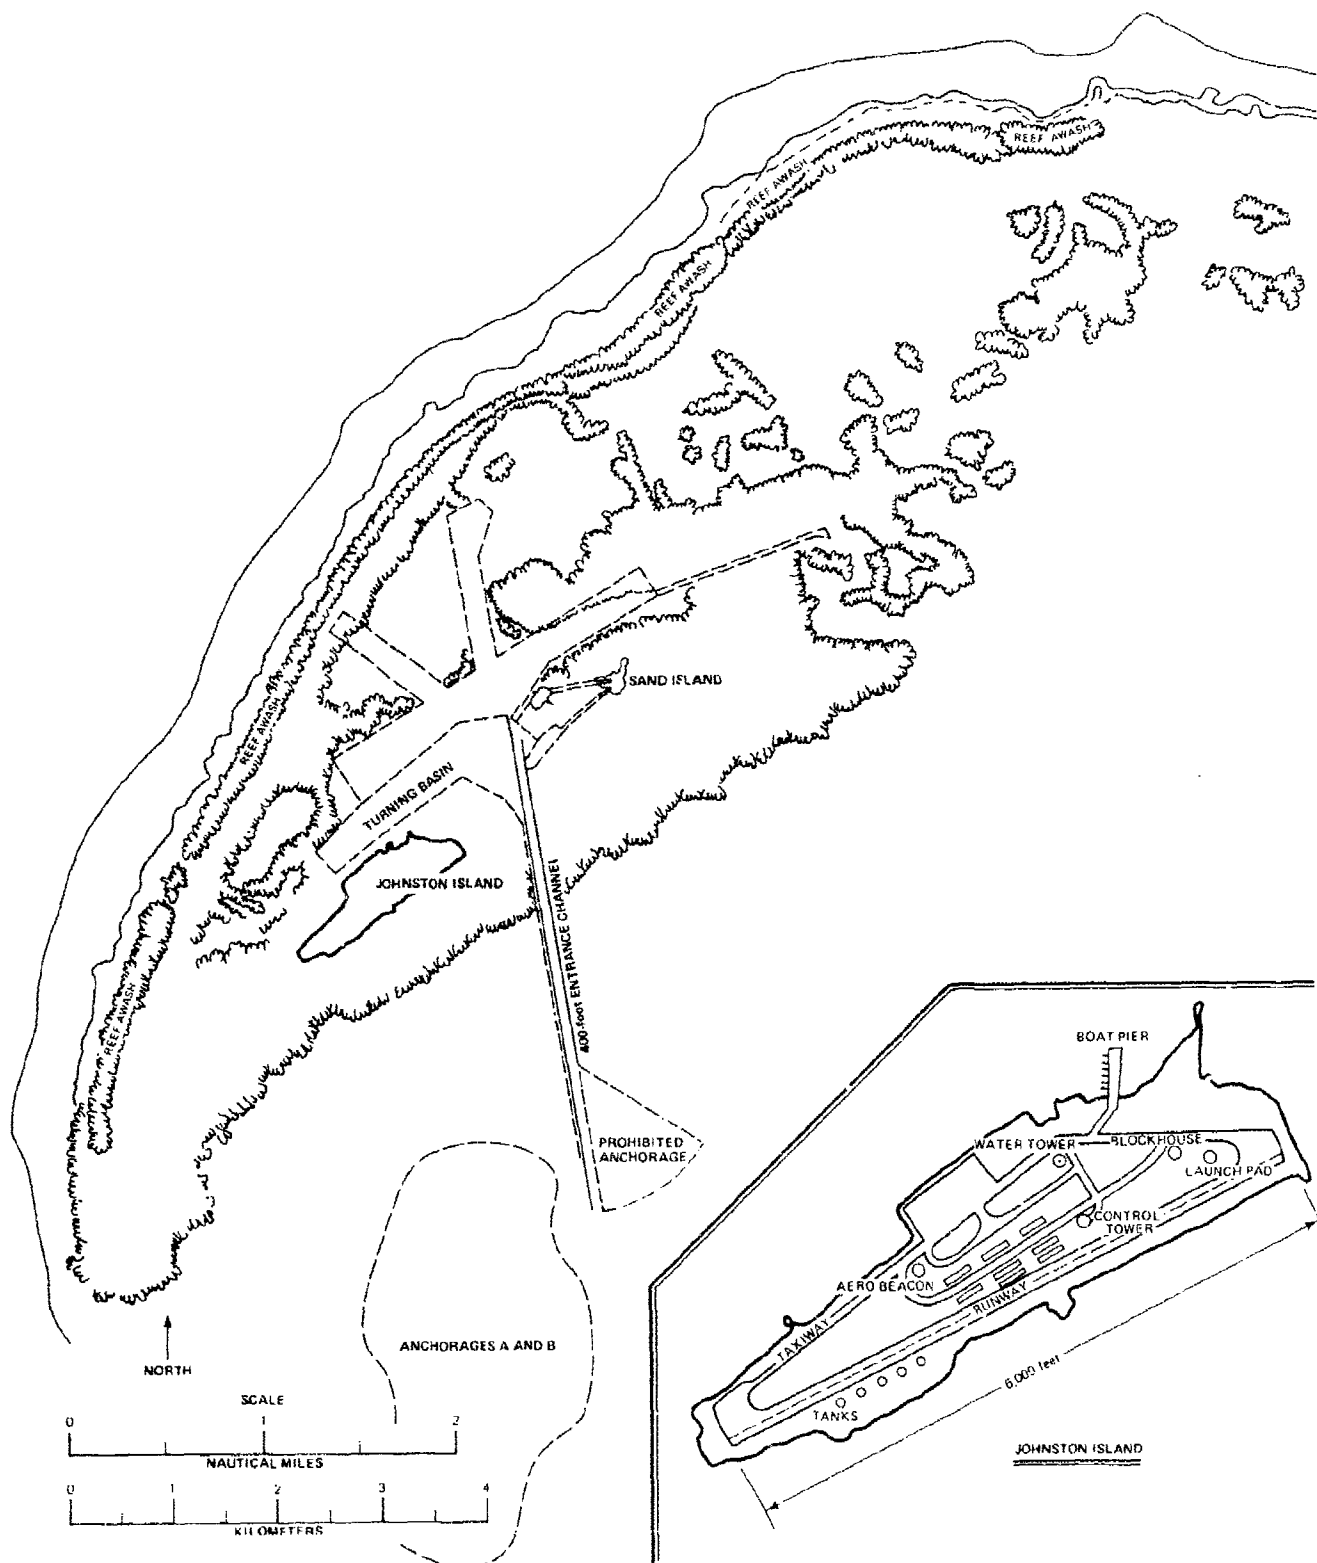 REEF AWASH
REEF AWASH
REEF AWASH
SAND ISLAND
REEF AWASH
TURNING BASIN
JOHNSTON ISLAND
400-foot ENTRANCE CHANNEL
REEF AWASH
PROHIBITED
ANCHORAGE
ANCHORAGES A AND B
NORTH
SCALE
0 1 2
NAUTICAL MILES
0 1 2 3 4
KILOMETERS
BOAT PIER
WATER TOWER
BLOCKHOUSE
LAUNCH PAD
CONTROL
TOWER
AERO BEACON
RUNWAY
TAXIWAY
6,000 feet
TANKS
JOHNSTON ISLAND